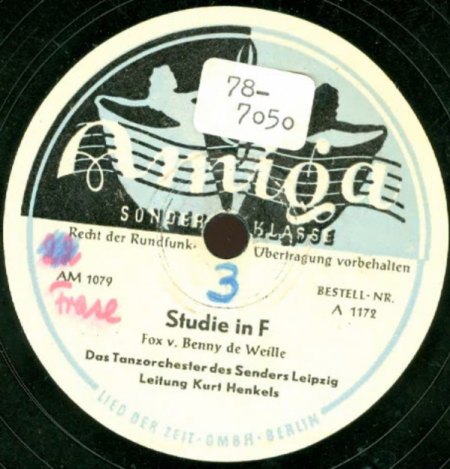 78-
7050
Amiga
SONDER KLASSE
Recht der Rundfunk- Übertragung vorbehalten
3
AM 1079
BESTELL-NR.
A 1172
Frase
Studie in F
Fox v. Benny de Weille
Das Tanzorchester des Senders Leipzig
Leitung Kurt Henkels
LIED DER ZEIT-GMBH-BERLIN